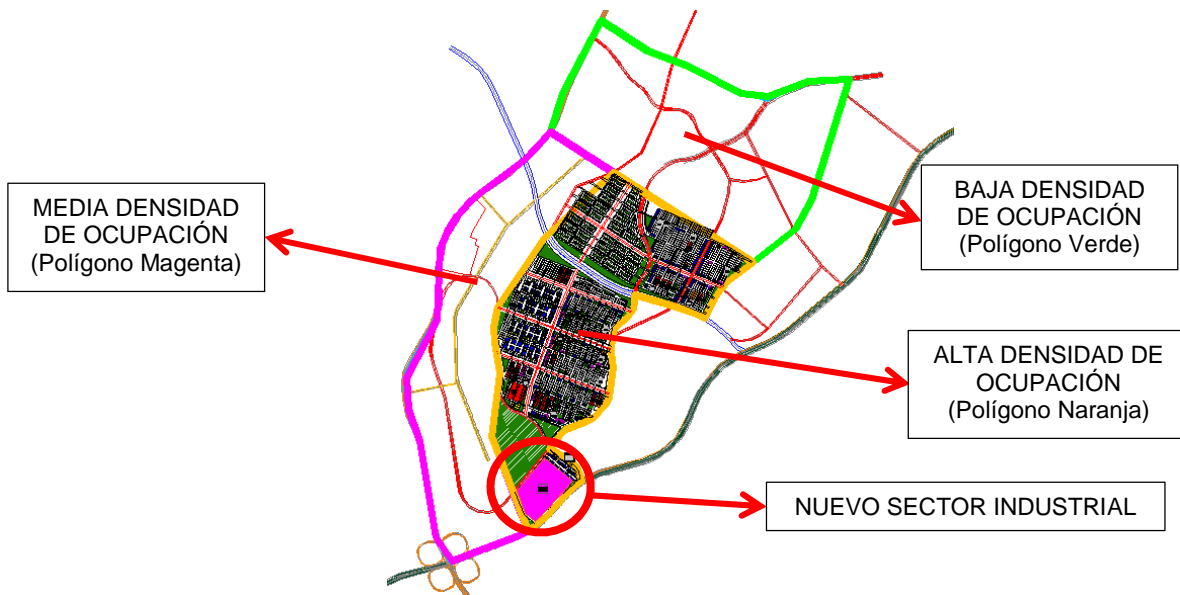 MEDIA DENSIDAD
DE OCUPACIÓN
(Polígono Magenta)
BAJA DENSIDAD
DE OCUPACIÓN
(Polígono Verde)
ALTA DENSIDAD DE
OCUPACIÓN
(Polígono Naranja)
NUEVO SECTOR INDUSTRIAL